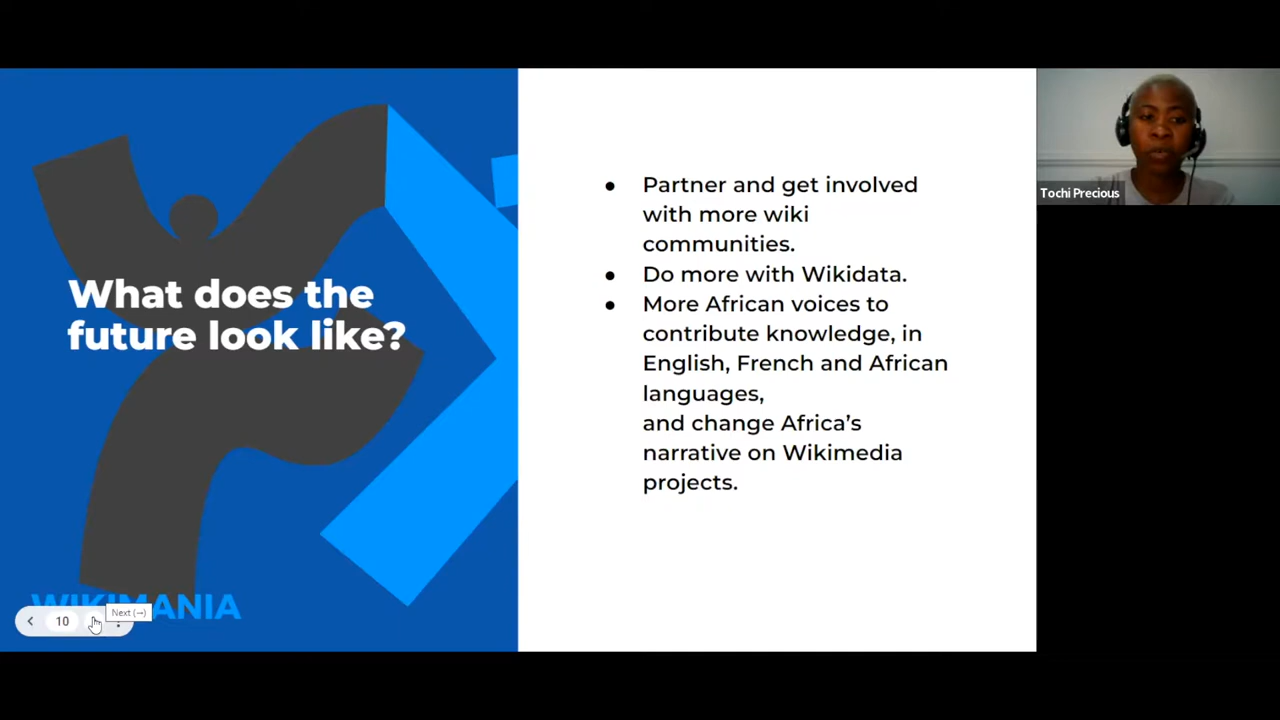 What does the
future look like?
WIKIMANIA
10
Next (→)
● Partner and get involved
with more wiki
communities.
● Do more with Wikidata.
● More African voices to
contribute knowledge, in
English, French and African
languages,
and change Africa’s
narrative on Wikimedia
projects.
Tochi Precious